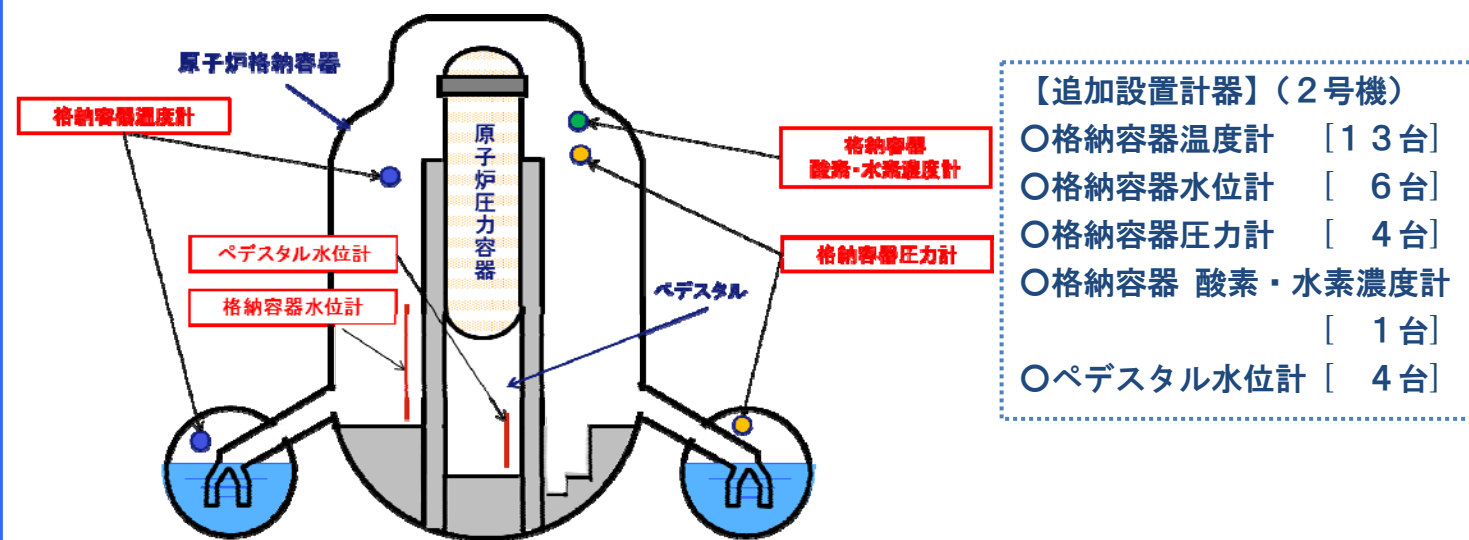 原子炉格納容器
格納容器温度計
原子炉圧力容器
格納容器
酸素・水素濃度計
ペデスタル水位計
格納容器圧力計
格納容器水位計
ペデスタル
【追加設置計器】(2号機)
〇格納容器温度計 [13台]
〇格納容器水位計 [ 6台]
〇格納容器圧力計 [ 4台]
〇格納容器 酸素・水素濃度計
[ 1台]
〇ペデスタル水位計 [ 4台]